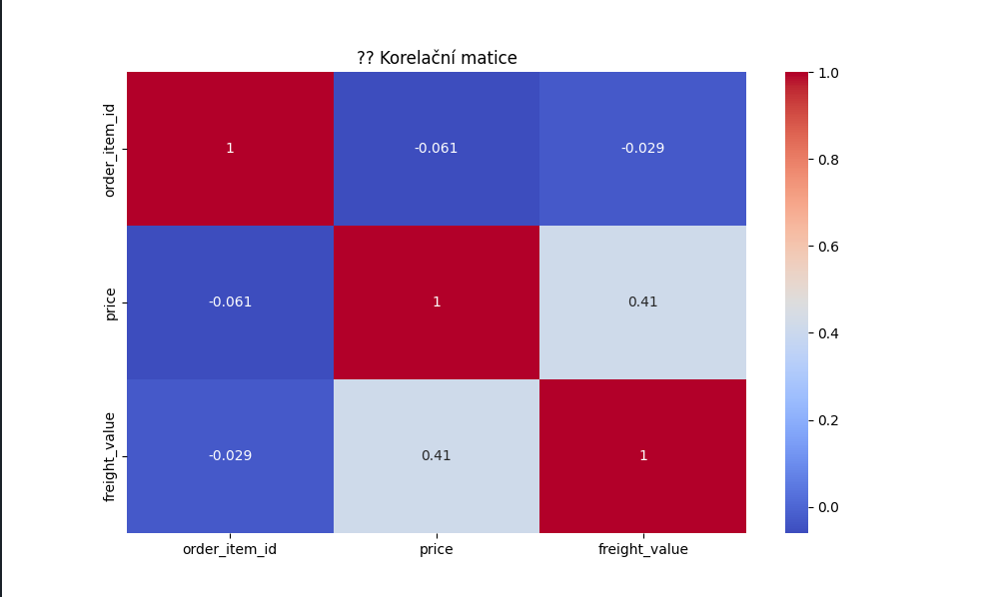 ?? Korelační matice
order_item_id
1
-0.061
-0.029
price
-0.061
1
0.41
freight_value
-0.029
0.41
1
order_item_id
price
freight_value
1.0
0.8
0.6
0.4
0.2
0.0